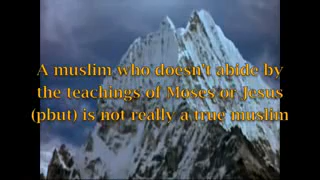 A muslim who doesn't abide by
the teachings of Moses or Jesus
(pbut) is not really a true muslim